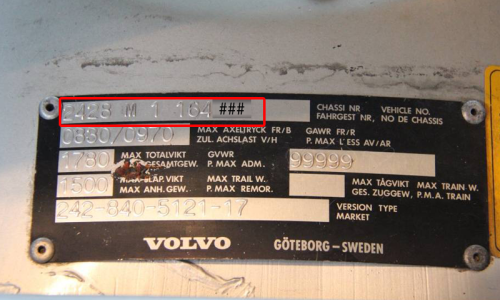 2428 M 1 164 ###
CHASSI NR VEHICLE NO.
FAHRGEST NR, NO DE CHASSIS
0880/0970 MAX AXELTRYCK FR/B GAWR FR/R
ZUL. ACHSLAST V/H P.MAX L'ESS AV/AR
1780 MAX TOTALVIKT GVWR 99999
GESAMTGEW. P.MAX ADM.
1500 MAX SLÄP.VIKT MAX TRAIL W. MAX TÅGVIKT MAX TRAIN W.
MAX. ANH.GEW. P.MAX REMOR. GES. ZUGGEW, P.M.A. TRAIN
242-840-5121-17 VERSION TYPE
MARKET
VOLVO GÖTEBORG-SWEDEN